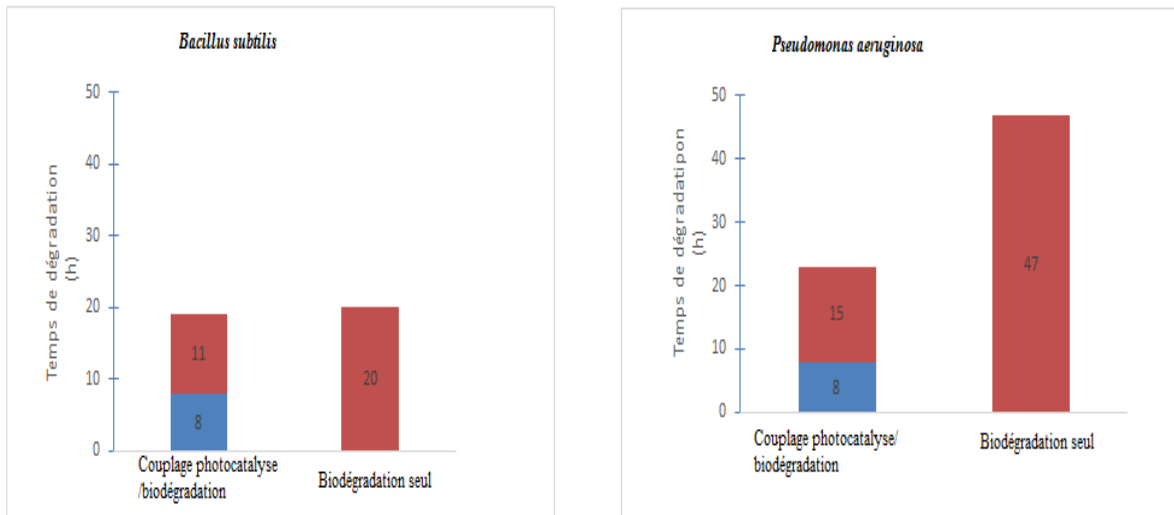 Bacillus subtilis
50
40
30
20
10
0
Temps de dégradation
(h)
11
8
20
Couplage photocatalyse
/biodégradation
Biodégradation seul
Pseudomonas aeruginosa
50
40
30
20
10
0
Temps de dégradatipon
(h)
15
8
47
Couplage photocatalyse/
biodégradation
Biodégradation seul